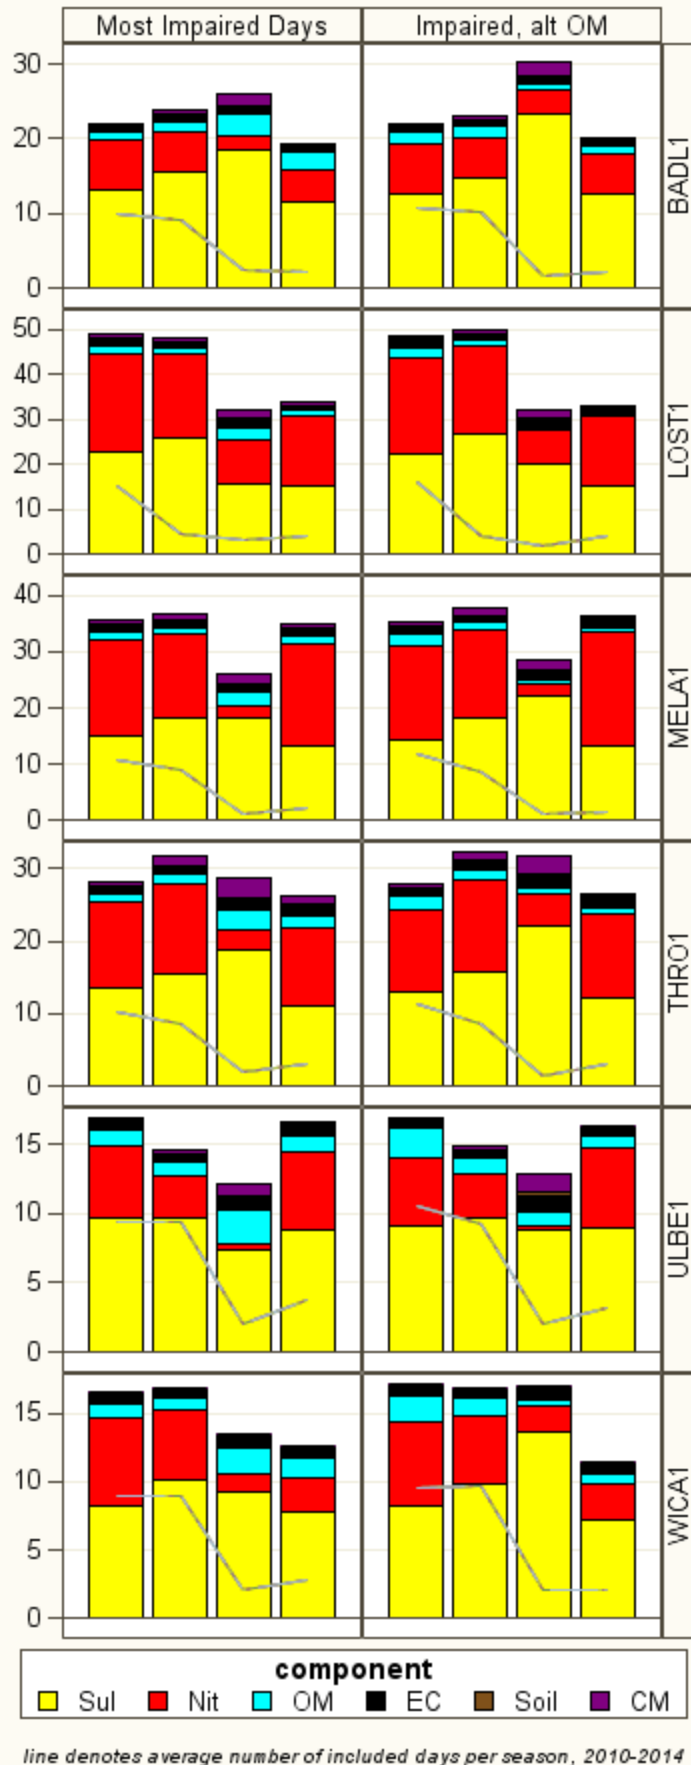 Most Impaired Days Impaired, alt OM
30
20
10
0
BADL1
50
40
30
20
10
0
LOST1
40
30
20
10
0
MELA1
30
20
10
0
THRO1
15
10
5
0
ULBE1
15
10
5
0
WICA1
component
Sul Nit OM EC Soil CM
line denotes average number of included days per season, 2010-2014